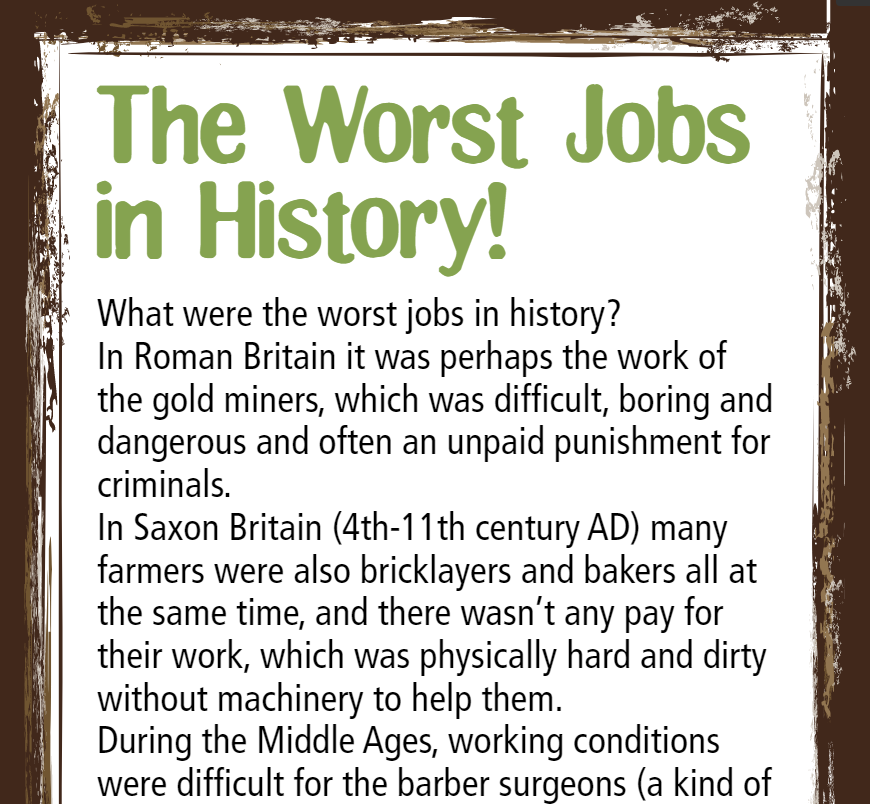 The Worst Jobs
in History!
What were the worst jobs in history?
In Roman Britain it was perhaps the work of
the gold miners, which was difficult, boring and
dangerous and often an unpaid punishment for
criminals.
In Saxon Britain (4th-11th century AD) many
farmers were also bricklayers and bakers all at
the same time, and there wasn’t any pay for
their work, which was physically hard and dirty
without machinery to help them.
During the Middle Ages, working conditions
were difficult for the barber surgeons (a kind of